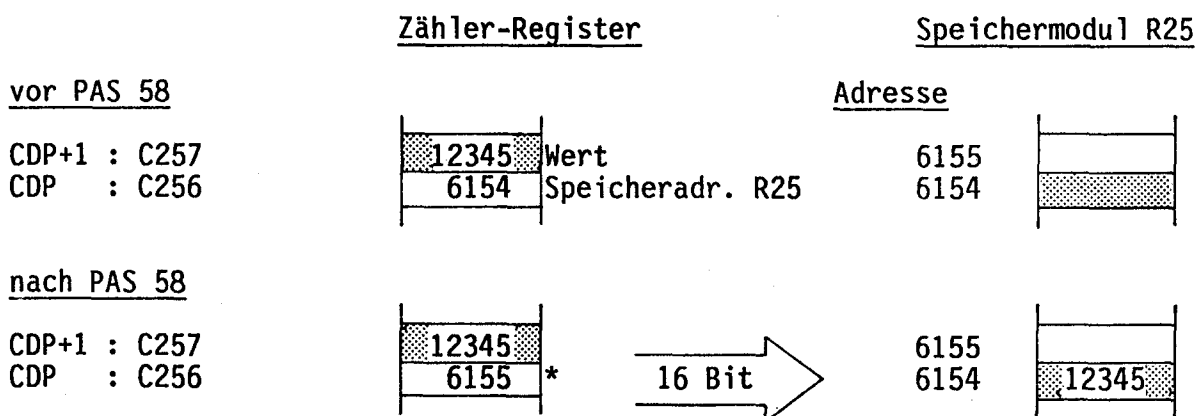 Zähler-Register Speichermodul R25
vor PAS 58 Adresse
CDP+1 : C257 12345 Wert 6155
CDP : C256 6154 Speicheradr. R25 6154
nach PAS 58
CDP+1 : C257 12345 6155
CDP : C256 6155 * 16 Bit 6154 12345